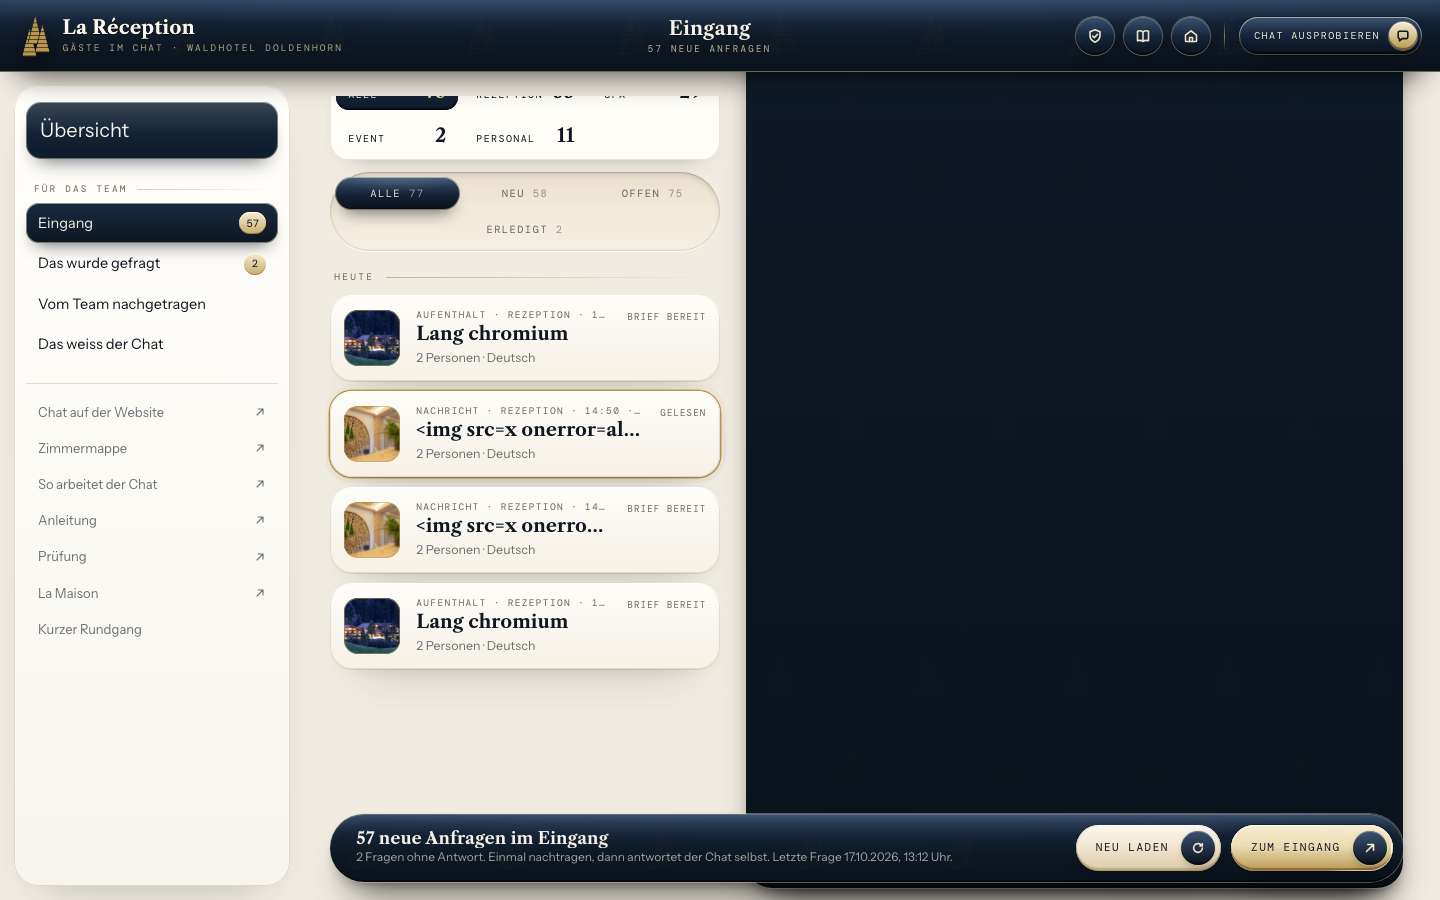 La Réception
GÄSTE IM CHAT · WALDHOTEL DOLDENHORN
Eingang
57 NEUE ANFRAGEN
CHAT AUSPROBIEREN
Übersicht
FÜR DAS TEAM
Eingang 57
Das wurde gefragt 2
Vom Team nachgetragen
Das weiss der Chat
Chat auf der Website
Zimmermappe
So arbeitet der Chat
Anleitung
Prüfung
La Maison
Kurzer Rundgang
EVENT 2 PERSONAL 11
ALLE 77 NEU 58 OFFEN 75
ERLEDIGT 2
HEUTE
AUFENTHALT · REZEPTION · 1… BRIEF BEREIT
Lang chromium
2 Personen · Deutsch
NACHRICHT · REZEPTION · 14:50 ·… GELESEN
<img src=x onerror=al…
2 Personen · Deutsch
NACHRICHT · REZEPTION · 14… BRIEF BEREIT
<img src=x onerro…
2 Personen · Deutsch
AUFENTHALT · REZEPTION · 1… BRIEF BEREIT
Lang chromium
2 Personen · Deutsch
57 neue Anfragen im Eingang
2 Fragen ohne Antwort. Einmal nachtragen, dann antwortet der Chat selbst. Letzte Frage 17.10.2026, 13:12 Uhr.
NEU LADEN
ZUM EINGANG